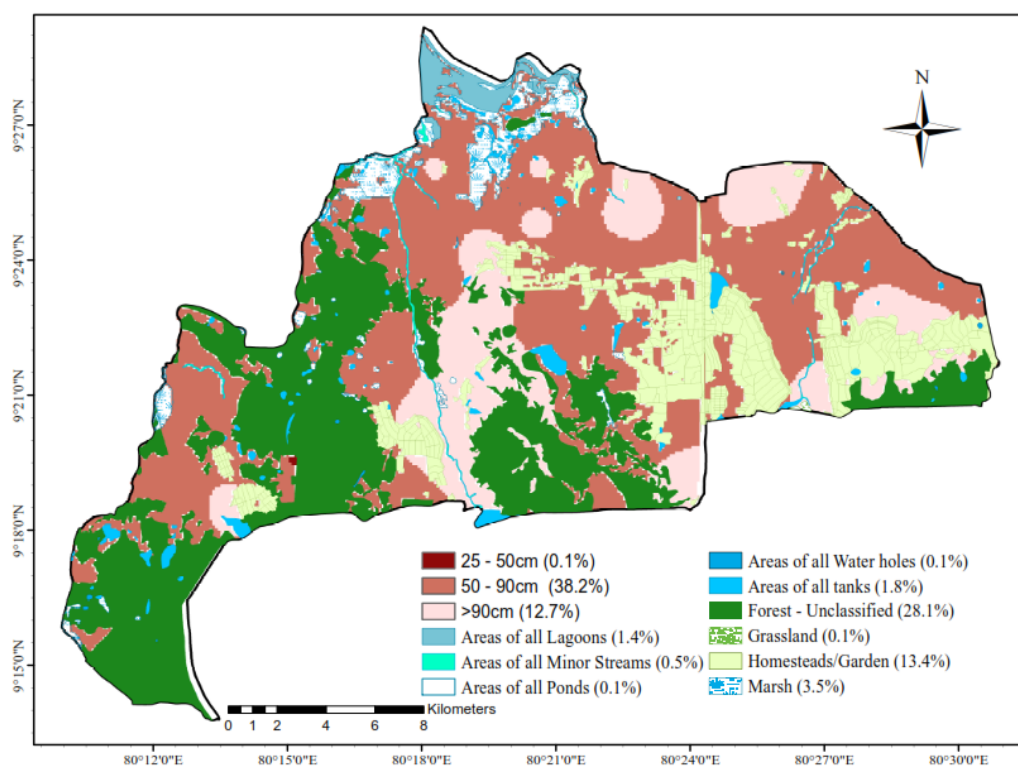 N
9°27'0"N
9°24'0"N
9°21'0"N
9°18'0"N
9°15'0"N
25 - 50cm (0.1%)
50 - 90cm (38.2%)
>90cm (12.7%)
Areas of all Lagoons (1.4%)
Areas of all Minor Streams (0.5%)
Areas of all Ponds (0.1%)
Areas of all Water holes (0.1%)
Areas of all tanks (1.8%)
Forest - Unclassified (28.1%)
Grassland (0.1%)
Homesteads/Garden (13.4%)
Marsh (3.5%)
Kilometers
0 1 2 4 6 8
80°12'0"E 80°15'0"E 80°18'0"E 80°21'0"E 80°24'0"E 80°27'0"E 80°30'0"E